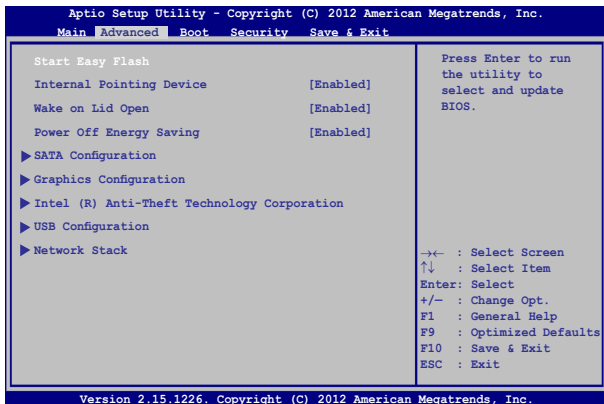 Aptio Setup Utility - Copyright (C) 2012 American Megatrends, Inc.
Main Advanced Boot Security Save & Exit
Start Easy Flash
Internal Pointing Device [Enabled]
Wake on Lid Open [Enabled]
Power Off Energy Saving [Enabled]
SATA Configuration
Graphics Configuration
Intel (R) Anti-Theft Technology Corporation
USB Configuration
Network Stack
Press Enter to run
the utility to
select and update
BIOS.
→← : Select Screen
↑↓ : Select Item
Enter: Select
+/— : Change Opt.
F1 : General Help
F9 : Optimized Defaults
F10 : Save & Exit
ESC : Exit
Version 2.15.1226. Copyright (C) 2012 American Megatrends, Inc.